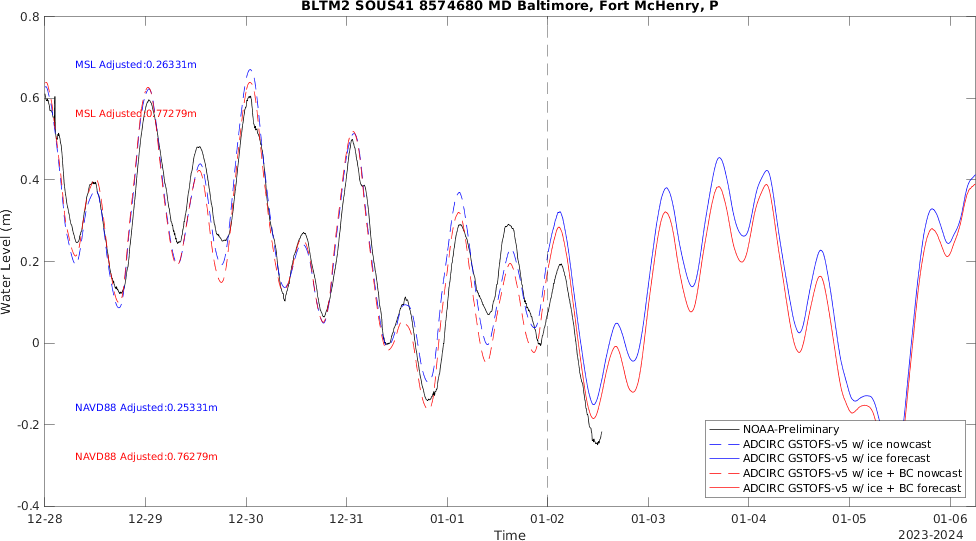 BLTM2 SOUS41 8574680 MD Baltimore, Fort McHenry, P
0.8
0.6
0.4
0.2
0
-0.2
-0.4
Water Level (m)
MSL Adjusted:0.26331m
MSL Adjusted:0.77279m
NAVD88 Adjusted:0.25331m
NAVD88 Adjusted:0.76279m
NOAA-Preliminary
ADCIRC GSTOFS-v5 w/ ice nowcast
ADCIRC GSTOFS-v5 w/ ice forecast
ADCIRC GSTOFS-v5 w/ ice + BC nowcast
ADCIRC GSTOFS-v5 w/ ice + BC forecast
12-28 12-29 12-30 12-31 01-01 01-02 01-03 01-04 01-05 01-06
Time
2023-2024